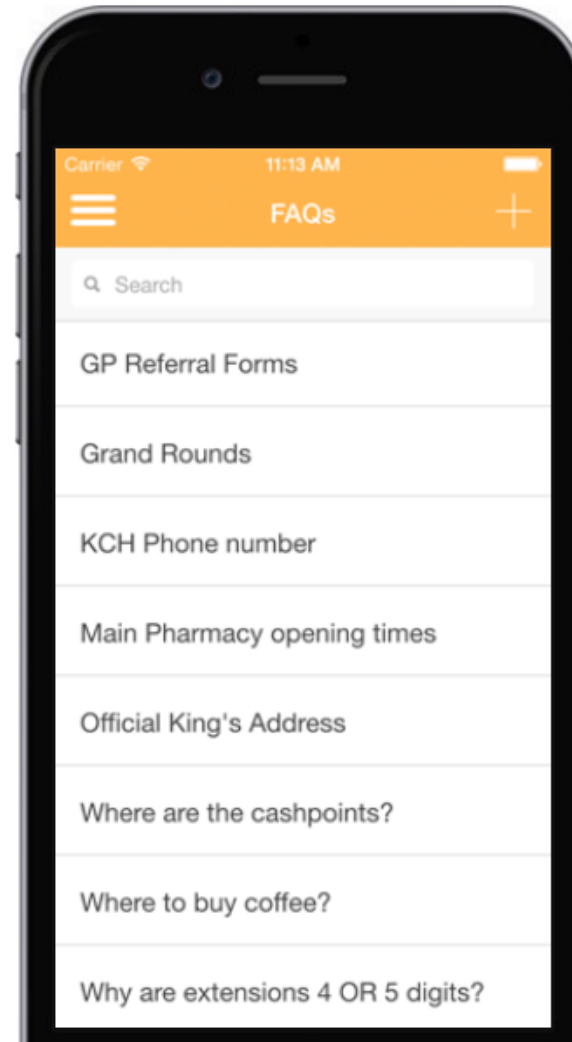 Carrier 11:13 AM
FAQs
Search
GP Referral Forms
Grand Rounds
KCH Phone number
Main Pharmacy opening times
Official King's Address
Where are the cashpoints?
Where to buy coffee?
Why are extensions 4 OR 5 digits?